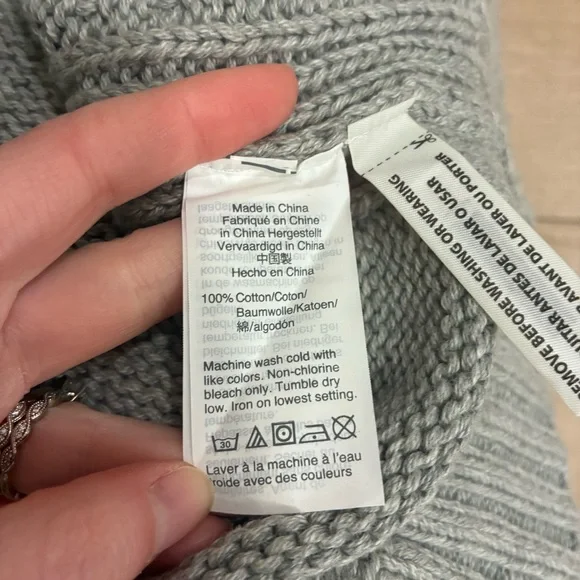 Made in China
Fabriqué en Chine
in China Hergestellt
Vervaardigd in China
中国製
Hecho en China
100% Cotton/Coton/
Baumwolle/Katoen/
綿/algodón
Machine wash cold with
like colors. Non-chlorine
bleach only. Tumble dry
low. Iron on lowest setting.
30
Laver à la machine à l'eau
froide avec des couleurs
REMOVE BEFORE WASHING OR WEARING
QUITAR ANTES DE LAVAR O USAR
AVANT DE LAVER OU PORTER